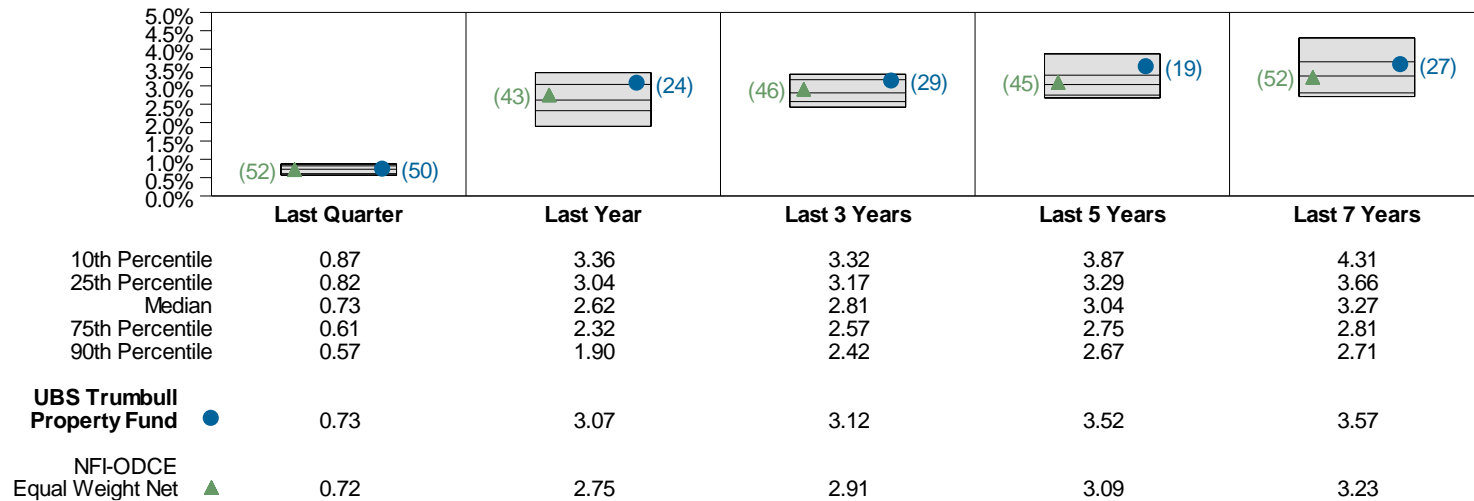 5.0%
4.5%
4.0%
3.5%
3.0%
2.5%
2.0%
1.5%
1.0%
0.5%
0.0%
(52) (50)
(43) (24)
(46) (29)
(45) (19)
(52) (27)
Last Quarter Last Year Last 3 Years Last 5 Years Last 7 Years
10th Percentile 0.87 3.36 3.32 3.87 4.31
25th Percentile 0.82 3.04 3.17 3.29 3.66
Median 0.73 2.62 2.81 3.04 3.27
75th Percentile 0.61 2.32 2.57 2.75 2.81
90th Percentile 0.57 1.90 2.42 2.67 2.71
UBS Trumbull
Property Fund 0.73 3.07 3.12 3.52 3.57
NFI-ODCE
Equal Weight Net 0.72 2.75 2.91 3.09 3.23